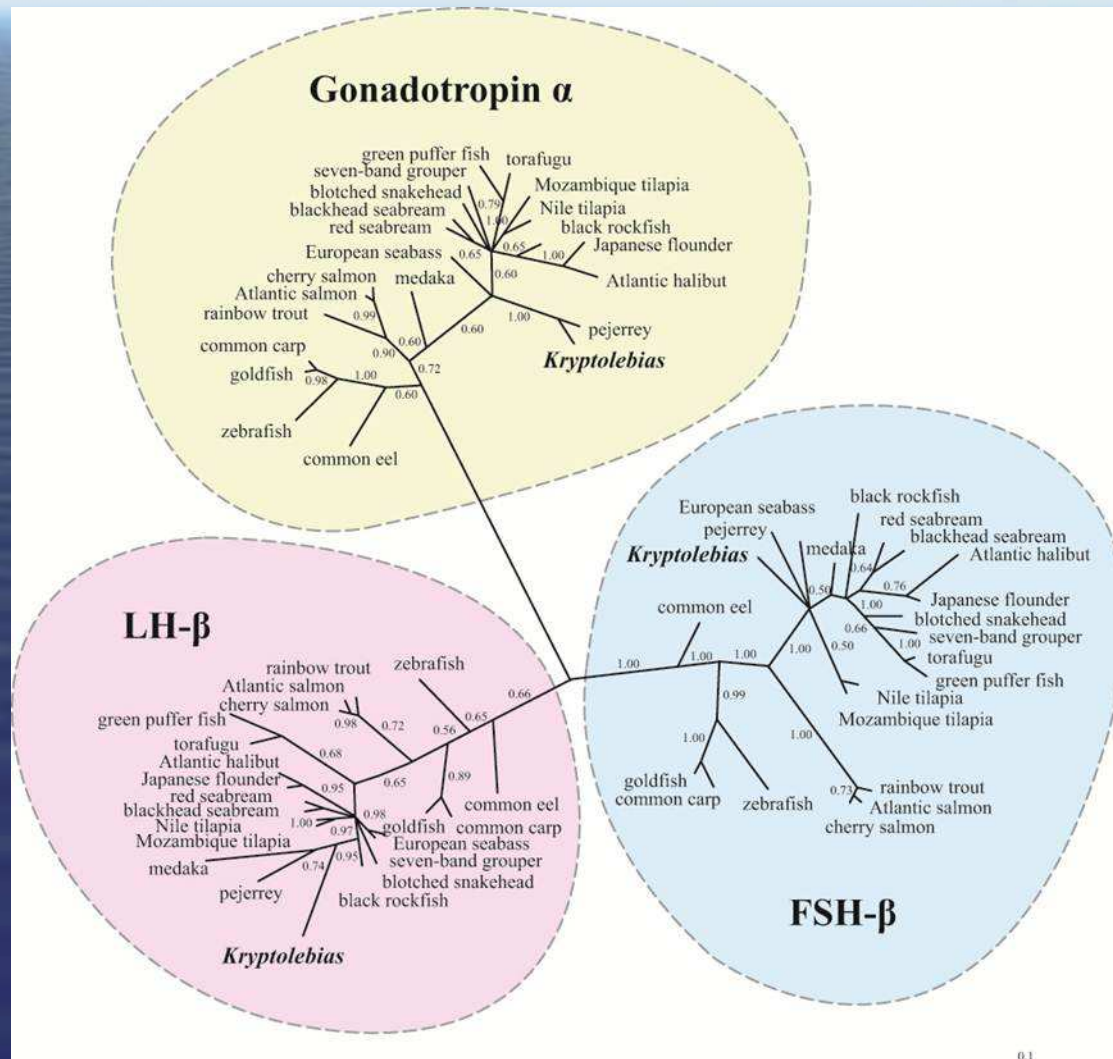 Gonadotropin α
green puffer fish
torafugu
seven-band grouper
Mozambique tilapia
blotched snakehead
0.79
blackhead seabream
1.00
Nile tilapia
red seabream
black rockfish
European seabass
0.65
0.65
1.00
Japanese flounder
cherry salmon
medaka
0.60
Atlantic halibut
Atlantic salmon
rainbow trout
0.99
0.60
0.60
1.00
pejerrey
common carp
0.90
Kryptolebias
goldfish
0.98
1.00
0.60
0.72
zebrafish
common eel
black rockfish
European seabass
red seabream
pejerrey
blackhead seabream
Kryptolebias
medaka
Atlantic halibut
0.64
0.50
0.76
common eel
1.00
Japanese flounder
blotched snakehead
0.66
seven-band grouper
1.00
1.00
1.00
1.00
0.50
1.00
torafugu
green puffer fish
Nile tilapia
Mozambique tilapia
0.99
1.00
1.00
goldfish
common carp
zebrafish
0.73
rainbow trout
Atlantic salmon
cherry salmon
FSH-β
LH-β
zebrafish
rainbow trout
0.66
Atlantic salmon
cherry salmon
0.65
green puffer fish
0.98
0.72
0.56
torafugu
0.68
Atlantic halibut
0.65
0.89
Japanese flounder
0.95
red seabream
common eel
blackhead seabream
0.98
goldfish
common carp
Nile tilapia
1.00
0.97
European seabass
Mozambique tilapia
seven-band grouper
medaka
0.74
0.95
blotched snakehead
pejerrey
black rockfish
Kryptolebias
0.1